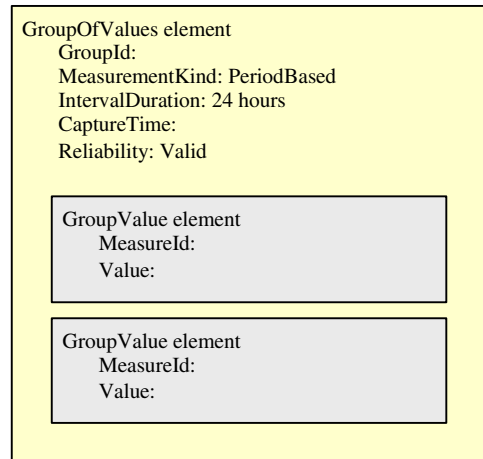 GroupOfValues element
GroupId:
MeasurementKind: PeriodBased
IntervalDuration: 24 hours
CaptureTime:
Reliability: Valid
GroupValue element
MeasureId:
Value:
GroupValue element
MeasureId:
Value: